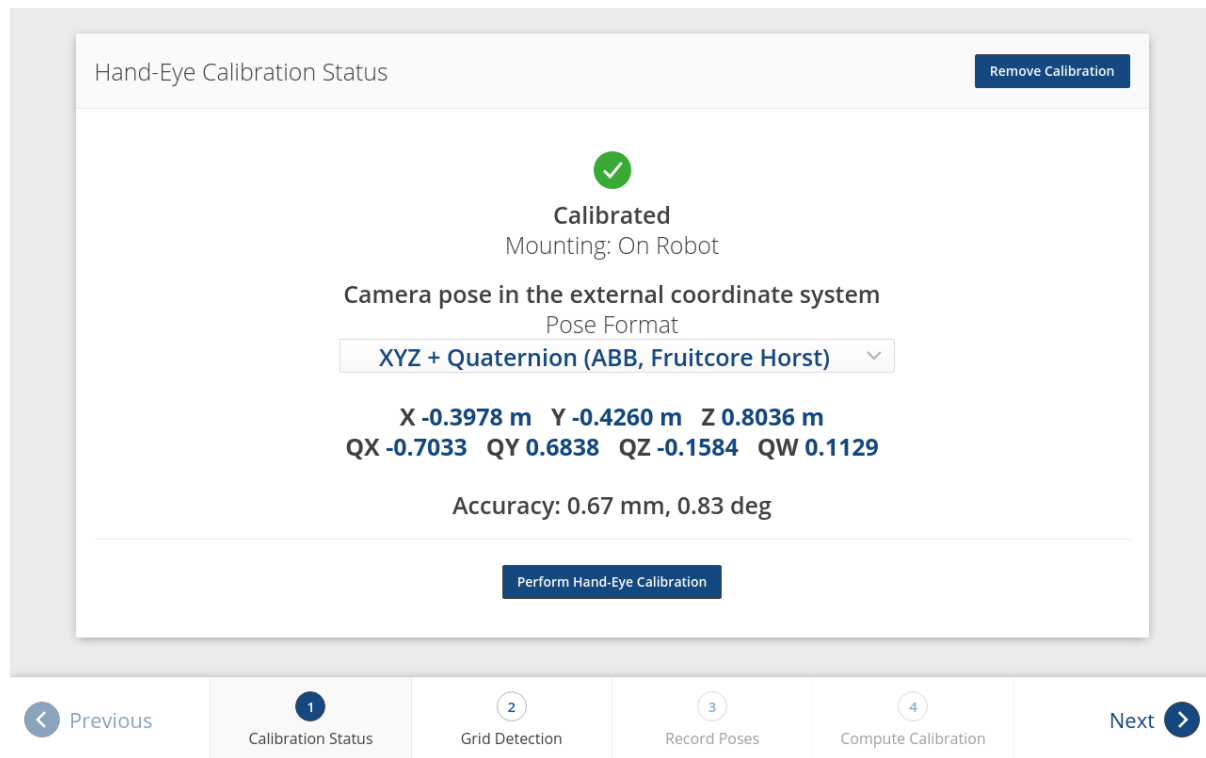 Hand-Eye Calibration Status
Remove Calibration
Calibrated
Mounting: On Robot
Camera pose in the external coordinate system
Pose Format
XYZ + Quaternion (ABB, Fruitcore Horst)
X -0.3978 m Y -0.4260 m Z 0.8036 m
QX -0.7033 QY 0.6838 QZ -0.1584 QW 0.1129
Accuracy: 0.67 mm, 0.83 deg
Perform Hand-Eye Calibration
Previous
1
Calibration Status
2
Grid Detection
3
Record Poses
4
Compute Calibration
Next